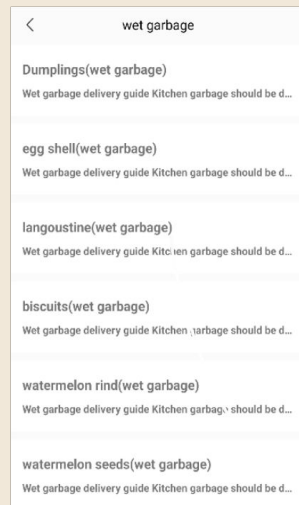 wet garbage
Dumplings(wet garbage)
Wet garbage delivery guide Kitchen garbage should be d...
egg shell(wet garbage)
Wet garbage delivery guide Kitchen garbage should be d...
langoustine(wet garbage)
Wet garbage delivery guide Kitchen garbage should be d...
biscuits(wet garbage)
Wet garbage delivery guide Kitchen garbage should be d...
watermelon rind(wet garbage)
Wet garbage delivery guide Kitchen garbage should be d...
watermelon seeds(wet garbage)
Wet garbage delivery guide Kitchen garbage should be d...